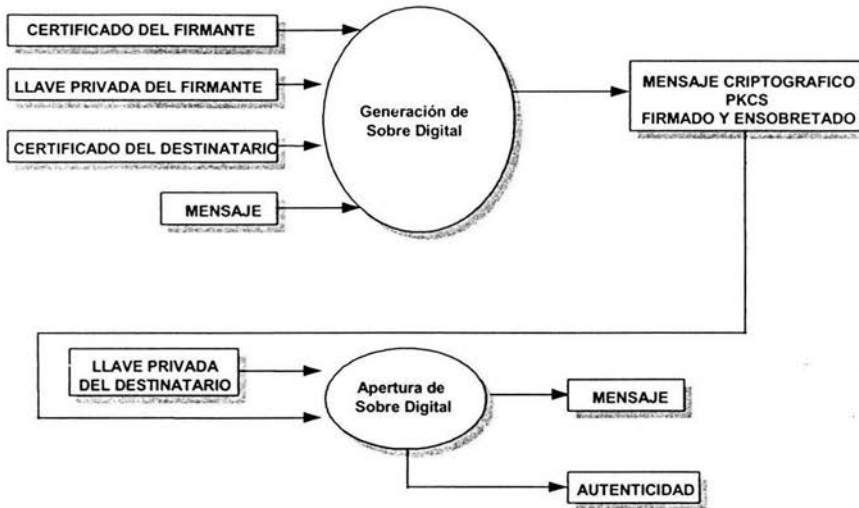 CERTIFICADO DEL FIRMANTE
LLAVE PRIVADA DEL FIRMANTE
CERTIFICADO DEL DESTINATARIO
MENSAJE
Generación de
Sobre Digital
MENSAJE CRIPTOGRAFICO
PKCS
FIRMADO Y ENSOBRETADO
LLAVE PRIVADA
DEL DESTINATARIO
Apertura de
Sobre Digital
MENSAJE
AUTENTICIDAD